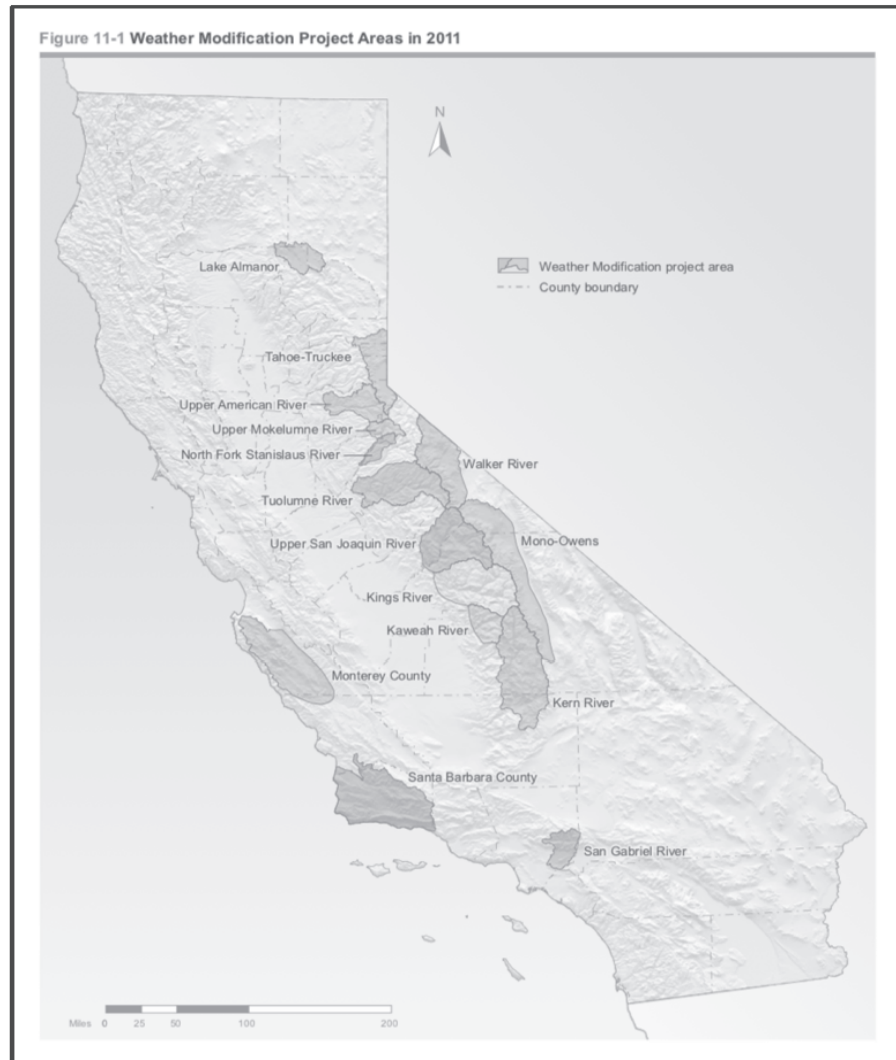 Figure 11-1 Weather Modification Project Areas in 2011
N
Lake Almanor
Weather Modification project area
County boundary
Tahoe-Truckee
Upper American River
Upper Mokelumne River
North Fork Stanislaus River
Walker River
Tuolumne River
Upper San Joaquin River
Mono-Owens
Kings River
Kaweah River
Monterey County
Kern River
Santa Barbara County
San Gabriel River
Miles 0 25 50 100 200